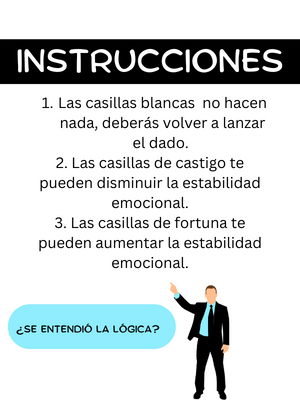 INSTRUCCIONES
1. Las casillas blancas no hacen
nada, deberás volver a lanzar
el dado.
2. Las casillas de castigo te
pueden disminuir la estabilidad
emocional.
3. Las casillas de fortuna te
pueden aumentar la estabilidad
emocional.
¿SE ENTENDIÓ LA LÓGICA?